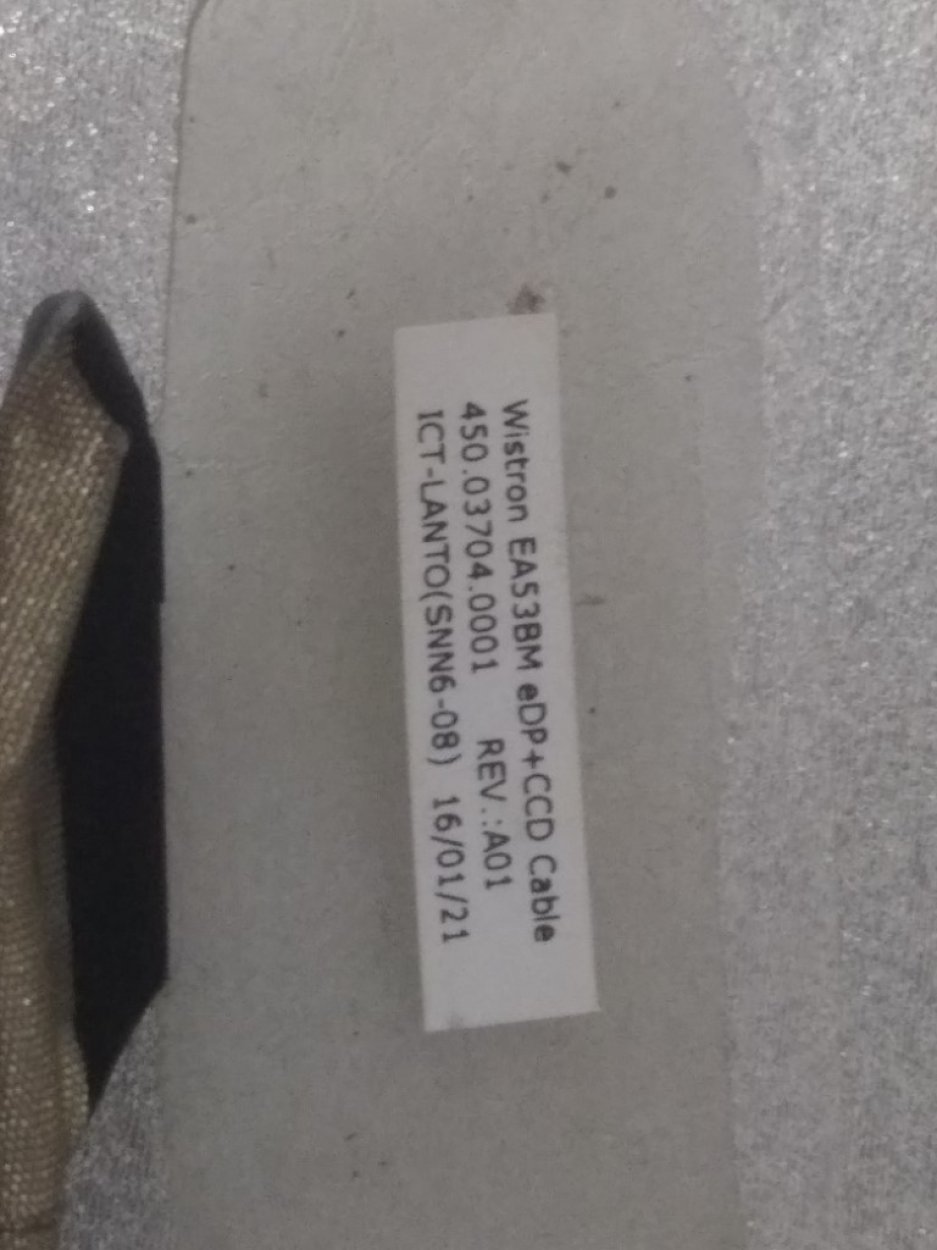 Wistron EA53BM eDP+CCD Cable
450.03704.0001 REV.:A01
ICT-LANTO(SNN6-08) 16/01/21